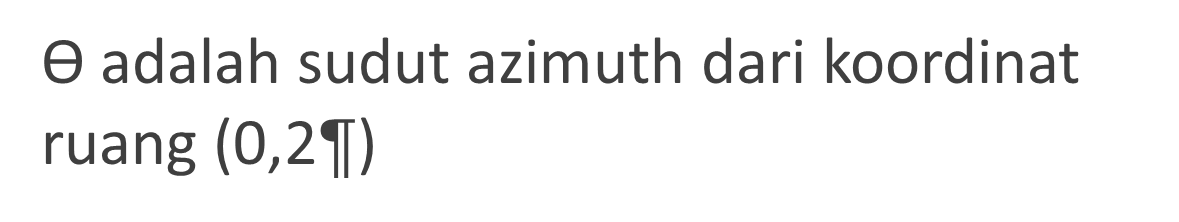 Ɵ adalah sudut azimuth dari koordinat
ruang (0,2¶)